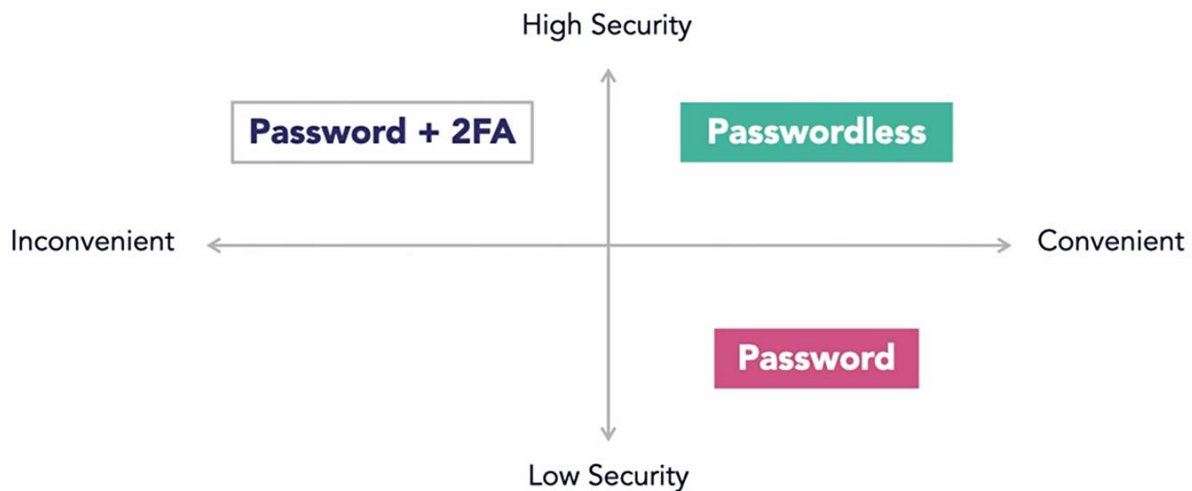 High Security
Password + 2FA
Passwordless
Inconvenient
Convenient
Password
Low Security